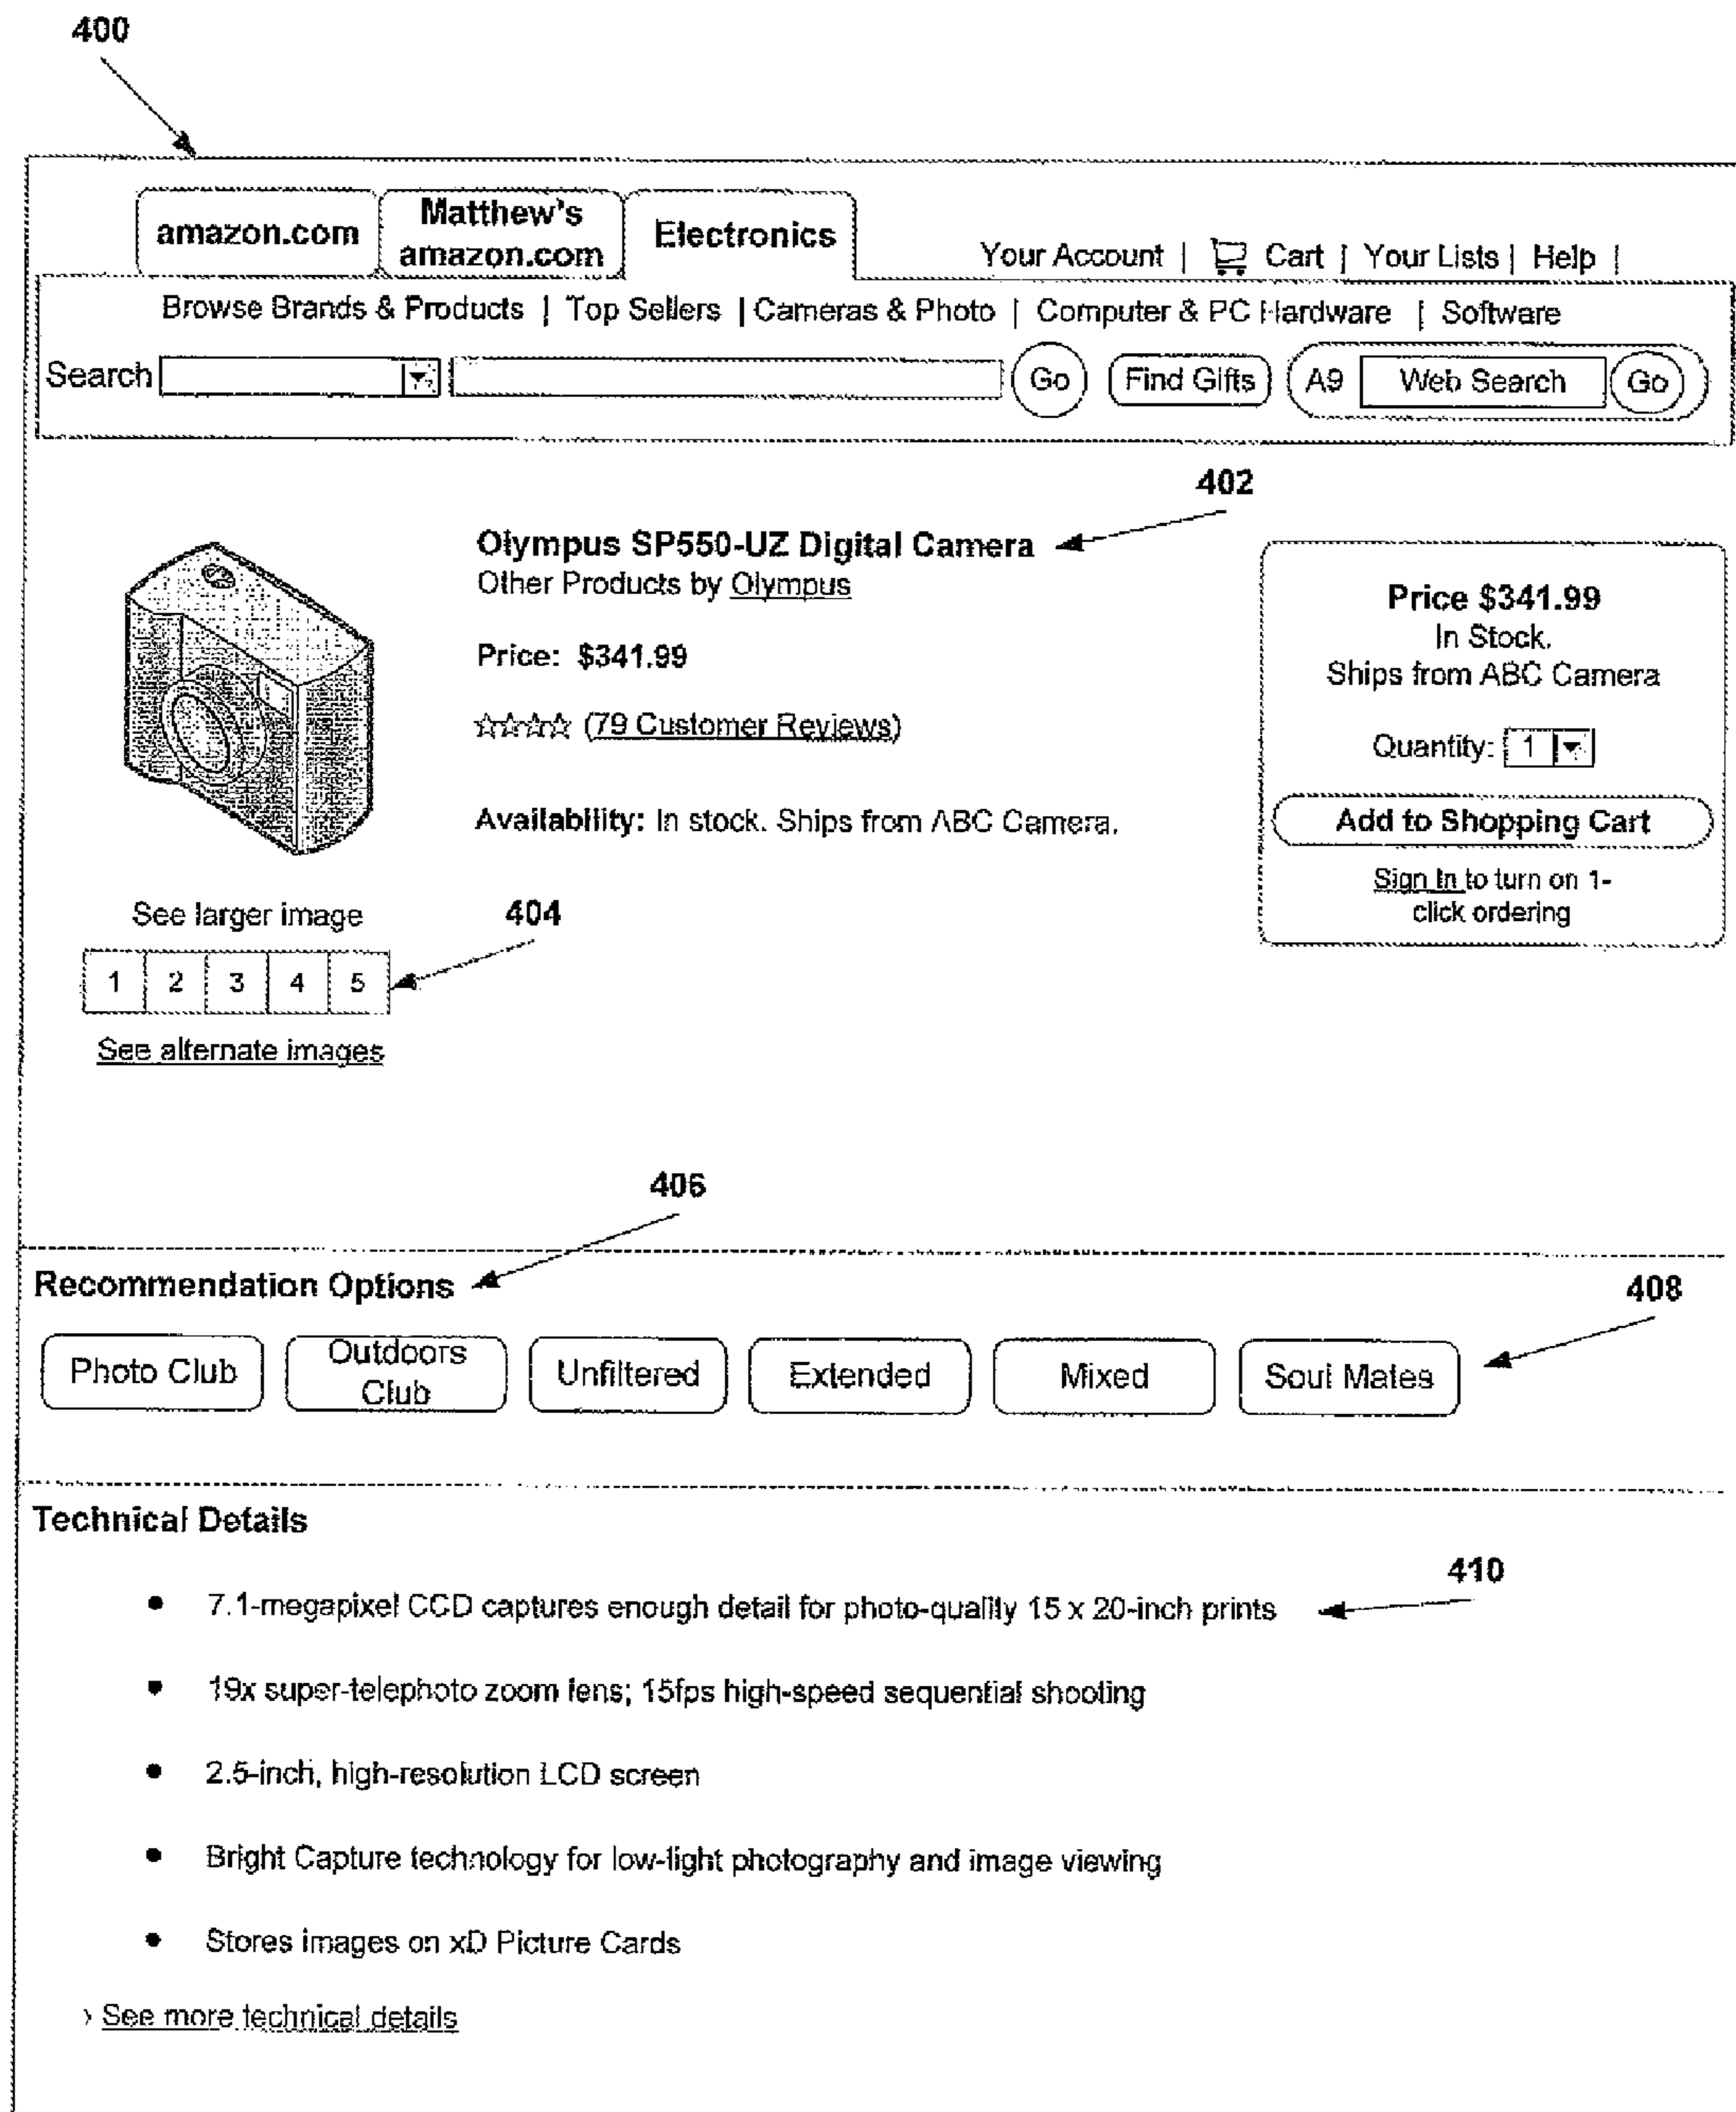 400
amazon.com
Matthew's
amazon.com
Electronics
Your Account | Cart | Your Lists | Help |
Browse Brands & Products | Top Sellers | Cameras & Photo | Computer & PC Hardware | Software
Search
Go
Find Gifts
A9
Web Search
Go
402
Olympus SP550-UZ Digital Camera
Other Products by Olympus
Price: $341.99
(79 Customer Reviews)
Availability: In stock. Ships from ABC Camera.
Price $341.99
In Stock.
Ships from ABC Camera
Quantity: 1
Add to Shopping Cart
Sign In to turn on 1-
click ordering
See larger image
404
1 2 3 4 5
See alternate images
406
Recommendation Options
408
Photo Club
Outdoors
Club
Unfiltered
Extended
Mixed
Soul Mates
Technical Details
410
• 7.1-megapixel CCD captures enough detail for photo-quality 15 x 20-inch prints
• 19x super-telephoto zoom lens; 15fps high-speed sequential shooting
• 2.5-inch, high-resolution LCD screen
• Bright Capture technology for low-light photography and image viewing
• Stores images on xD Picture Cards
› See more technical details